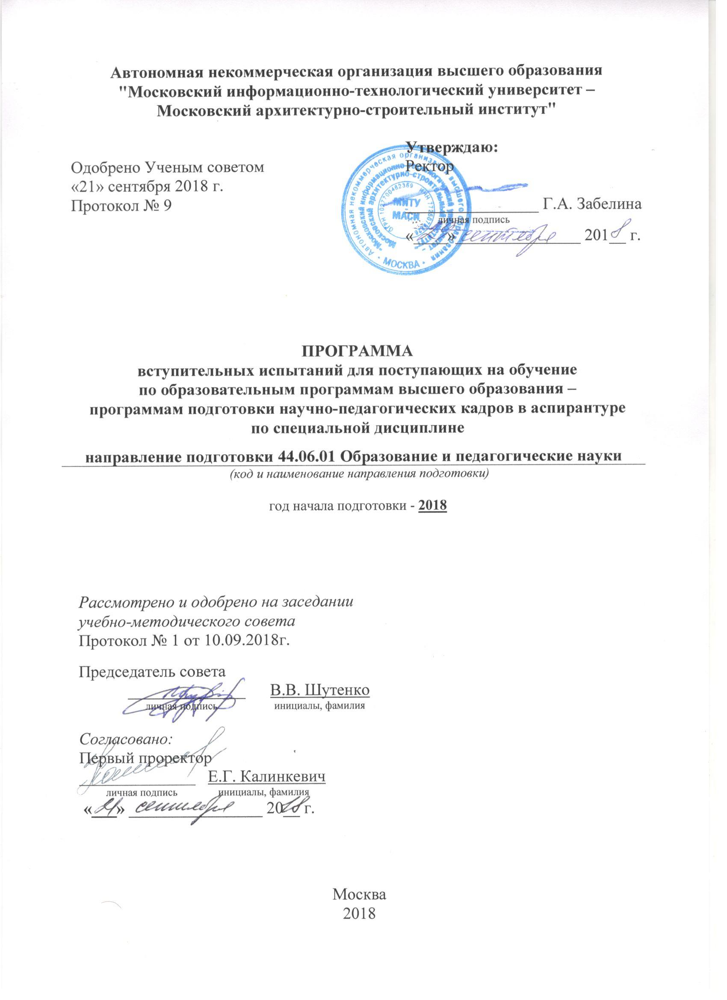 Автономная некоммерческая организация высшего образования
"Московский информационно-технологический университет –
Московский архитектурно-строительный институт"
Одобрено Ученым советом
«21» сентября 2018 г.
Протокол № 9
Утверждаю:
Ректор
Г.А. Забелина
личная подпись
« » сентября 2018 г.
Автономная некоммерческая организация высшего образования
"Московский информационно-технологический университет -
Московский архитектурно-строительный институт"
ОГРН 1027700482369 ИНН
МИТУ
МАСИ
• МОСКВА •
ПРОГРАММА
вступительных испытаний для поступающих на обучение
по образовательным программам высшего образования –
программам подготовки научно-педагогических кадров в аспирантуре
по специальной дисциплине
направление подготовки 44.06.01 Образование и педагогические науки
(код и наименование направления подготовки)
год начала подготовки - 2018
Рассмотрено и одобрено на заседании
учебно-методического совета
Протокол № 1 от 10.09.2018г.
Председатель совета
В.В. Шутенко
личная подпись инициалы, фамилия
Согласовано:
Первый проректор
Е.Г. Калинкевич
личная подпись инициалы, фамилия
«21» сентября 2018 г.
Москва
2018